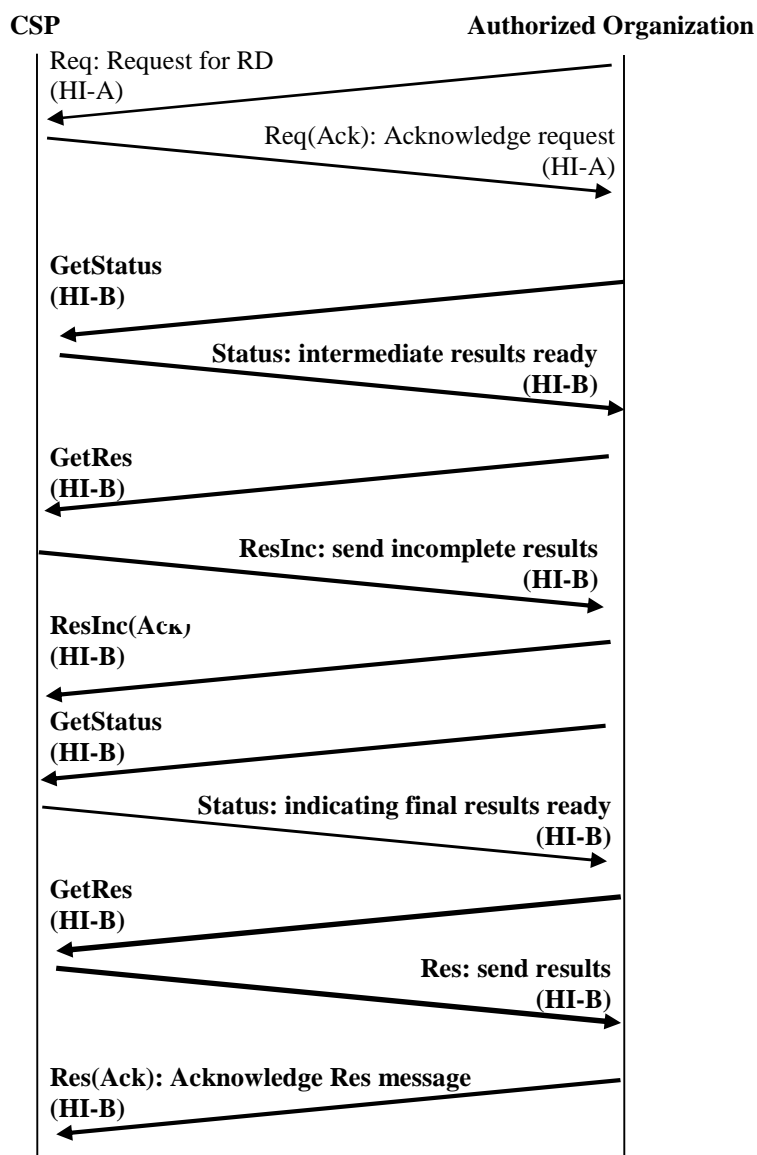 CSP
Authorized Organization
Req: Request for RD
(HI-A)
Req(Ack): Acknowledge request
(HI-A)
GetStatus
(HI-B)
Status: intermediate results ready
(HI-B)
GetRes
(HI-B)
ResInc: send incomplete results
(HI-B)
ResInc(Ack)
(HI-B)
GetStatus
(HI-B)
Status: indicating final results ready
(HI-B)
GetRes
(HI-B)
Res: send results
(HI-B)
Res(Ack): Acknowledge Res message
(HI-B)